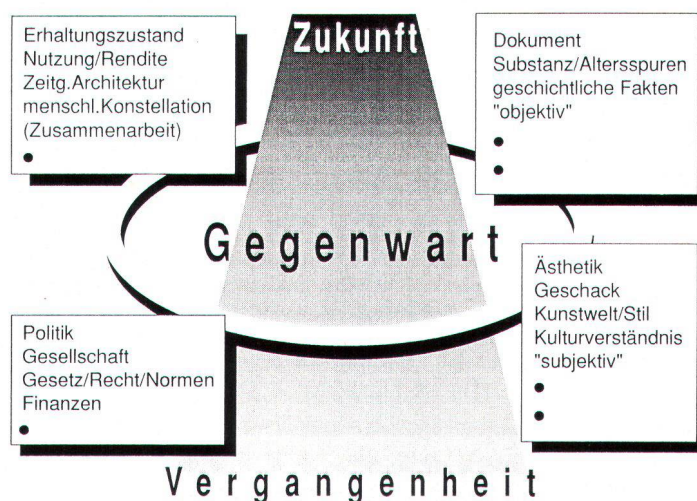 Erhaltungszustand
Nutzung/Rendite
Zeitg.Architektur
menschl.Konstellation
(Zusammenarbeit)
•
Zukunft
Dokument
Substanz/Altersspuren
geschichtliche Fakten
"objektiv"
•
•
Gegenwart
Politik
Gesellschaft
Gesetz/Recht/Normen
Finanzen
•
Ästhetik
Geschack
Kunstwelt/Stil
Kulturverständnis
"subjektiv"
•
•
Vergangenheit